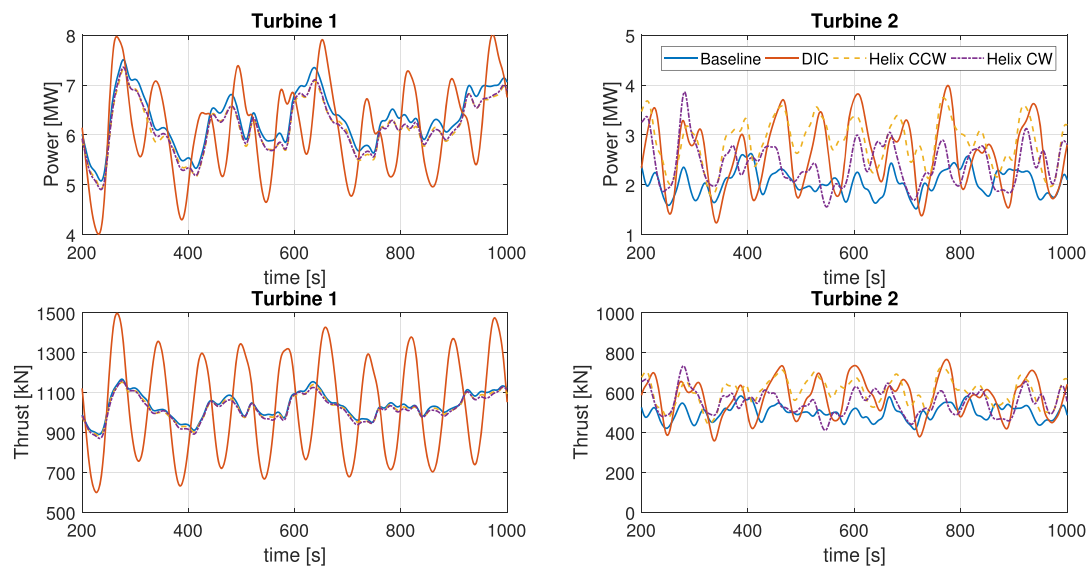 Turbine 1
Power [MW]
8
7
6
5
4
200 400 600 800 1000
time [s]
Turbine 2
Baseline DIC Helix CCW Helix CW
Power [MW]
5
4
3
2
1
200 400 600 800 1000
time [s]
Turbine 1
Thrust [kN]
1500
1300
1100
900
700
500
200 400 600 800 1000
time [s]
Turbine 2
Thrust [kN]
1000
800
600
400
200
0
200 400 600 800 1000
time [s]